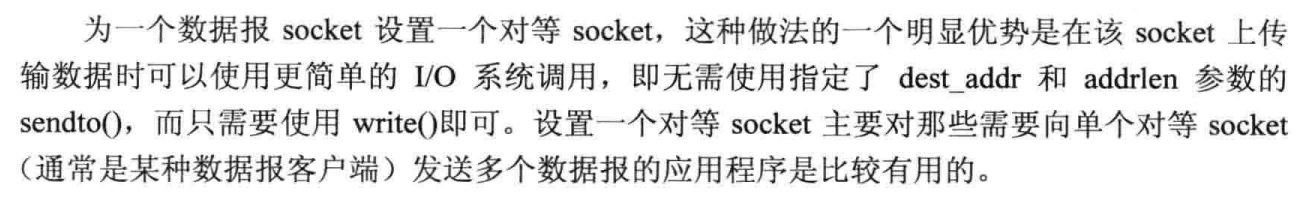 为一个数据报 socket 设置一个对等 socket，这种做法的一个明显优势是在该 socket 上传
输数据时可以使用更简单的 I/O 系统调用，即无需使用指定了 dest_addr 和 addrlen 参数的
sendto()，而只需要使用 write()即可。设置一个对等 socket 主要对那些需要向单个对等 socket
（通常是某种数据报客户端）发送多个数据报的应用程序是比较有用的。